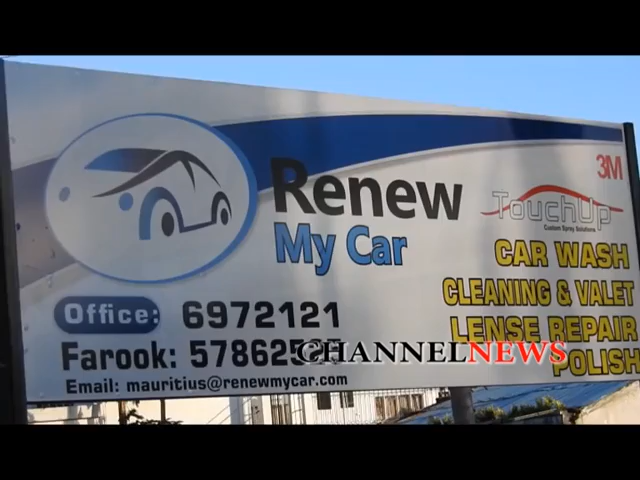 Renew
My Car
3M
TouchUp
Custom Spray Solutions
CAR WASH
CLEANING & VALET
LENSE REPAIR
POLISH
Office: 6972121
Farook:
Email: mauritius@renewmycar.com
CHANNELNEWS